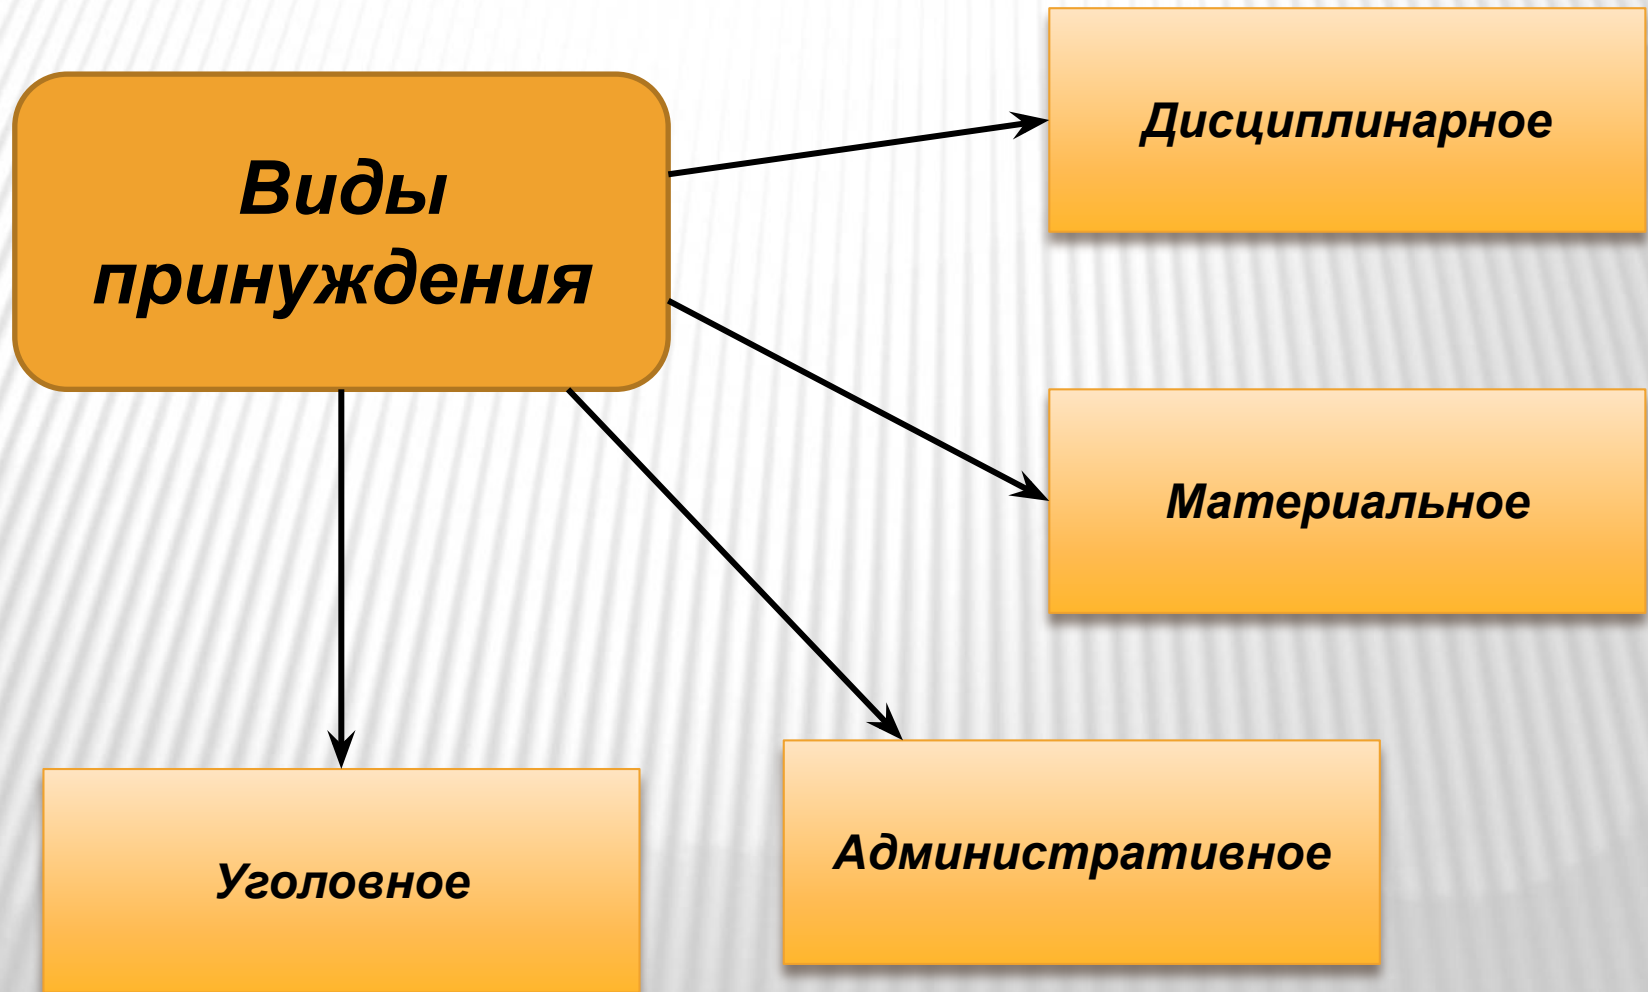 Виды
принуждения
Дисциплинарное
Материальное
Административное
Уголовное